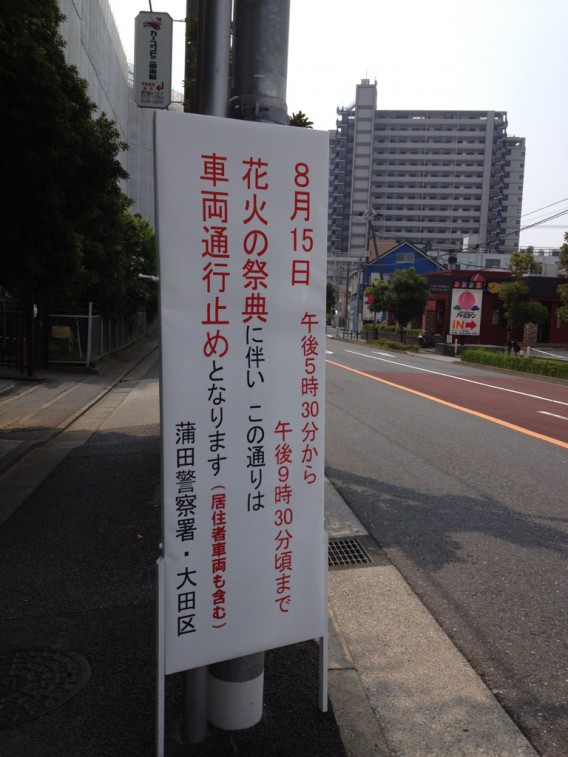 8月15日
午後5時30分から
午後9時30分頃まで
花火の祭典に伴い この通りは
車両通行止めとなります(居住者車両も含む)
蒲田警察署・大田区
IN